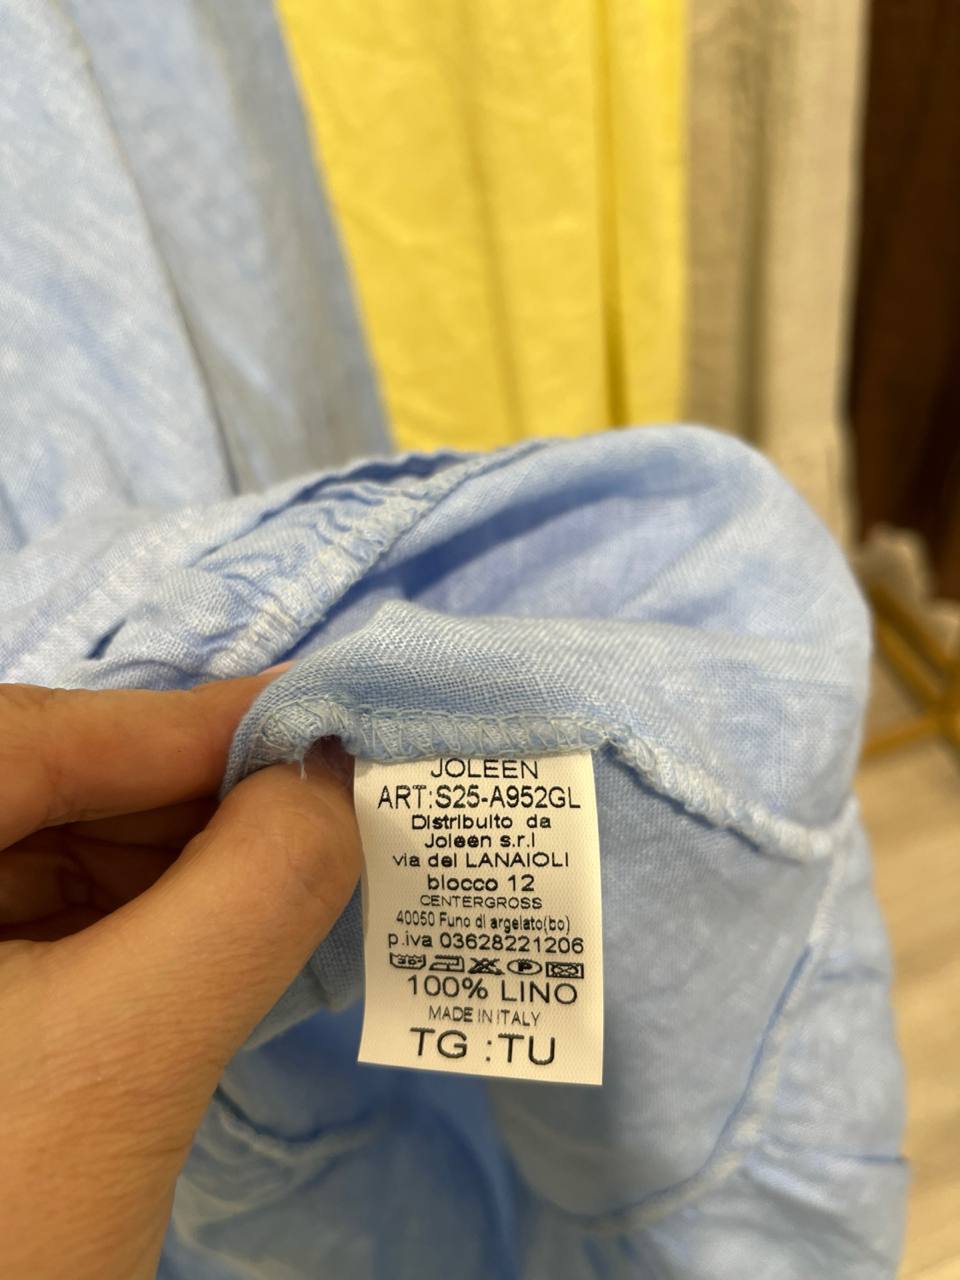 JOLEEN
ART:S25-A952GL
Distribuito da
Joleen s.r.l
via dei LANAIOLI
blocco 12
CENTERGROSS
40050 Funo di argelato(bo)
p.iva 03628221206
100% LINO
MADE IN ITALY
TG :TU